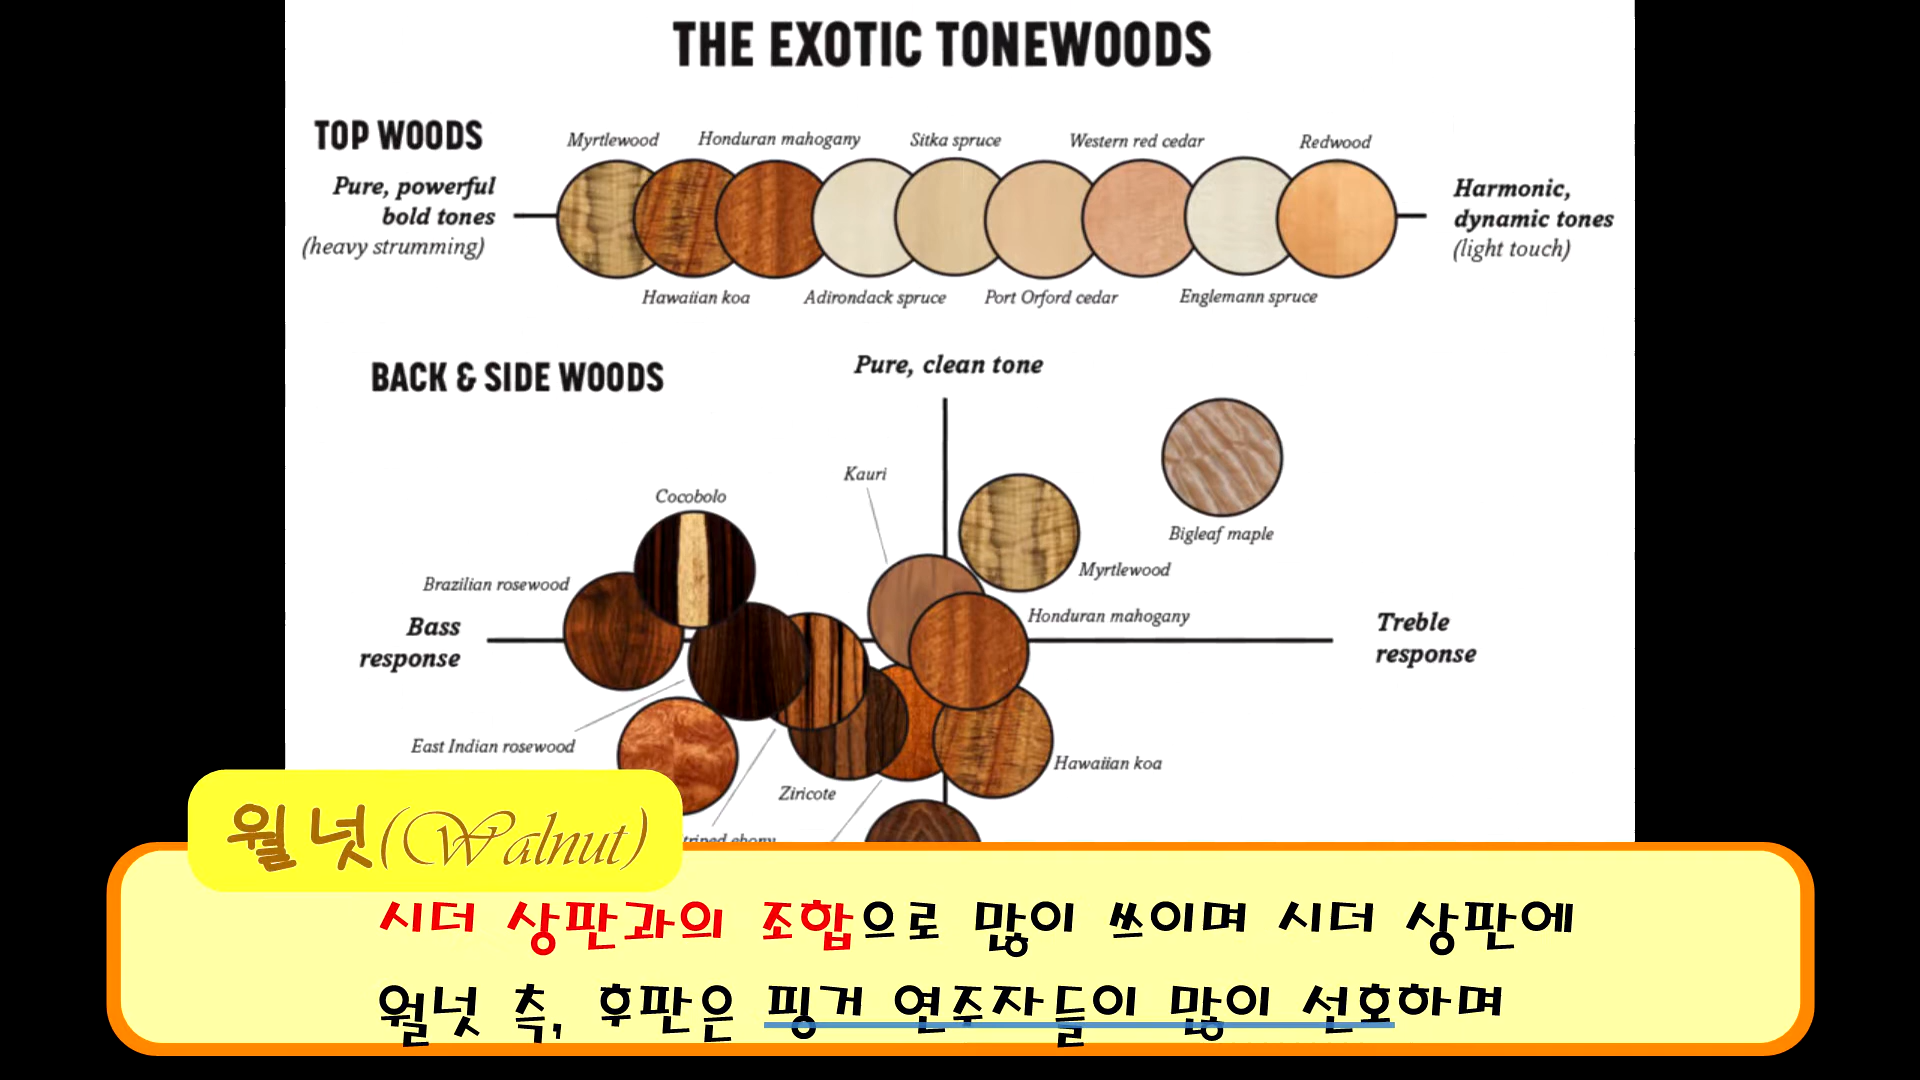 THE EXOTIC TONEWOODS
TOP WOODS
Pure, powerful
bold tones
(heavy strumming)
Myrtlewood
Honduran mahogany
Sitka spruce
Western red cedar
Redwood
Hawaiian koa
Adirondack spruce
Port Orford cedar
Englemann spruce
Harmonic,
dynamic tones
(light touch)
BACK & SIDE WOODS
Pure, clean tone
Kauri
Cocobolo
Bigleaf maple
Myrtlewood
Brazilian rosewood
Honduran mahogany
Bass
response
Treble
response
East Indian rosewood
Hawaiian koa
Ziricote
ebony
월넛(Walnut)
시더 상판과의 조합으로 많이 쓰이며 시더 상판에
월넛 측, 후판은 핑거 연주자들이 많이 선호하며